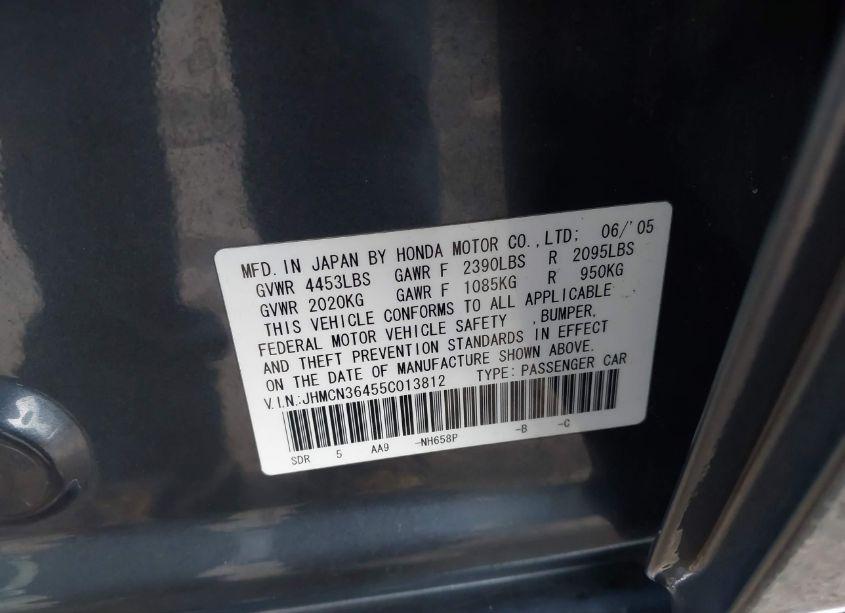 MFD. IN JAPAN BY HONDA MOTOR CO.,LTD; 06/'05
GVWR 4453LBS GAWR F 2390LBS R 2095LBS
GVWR 2020KG GAWR F 1085KG R 950KG
THIS VEHICLE CONFORMS TO ALL APPLICABLE
FEDERAL MOTOR VEHICLE SAFETY ,BUMPER,
AND THEFT PREVENTION STANDARDS IN EFFECT
ON THE DATE OF MANUFACTURE SHOWN ABOVE.
V.I.N.:JHMCN36455C013812 TYPE: PASSENGER CAR
SDR 5 AA9 -NH658P -B -C